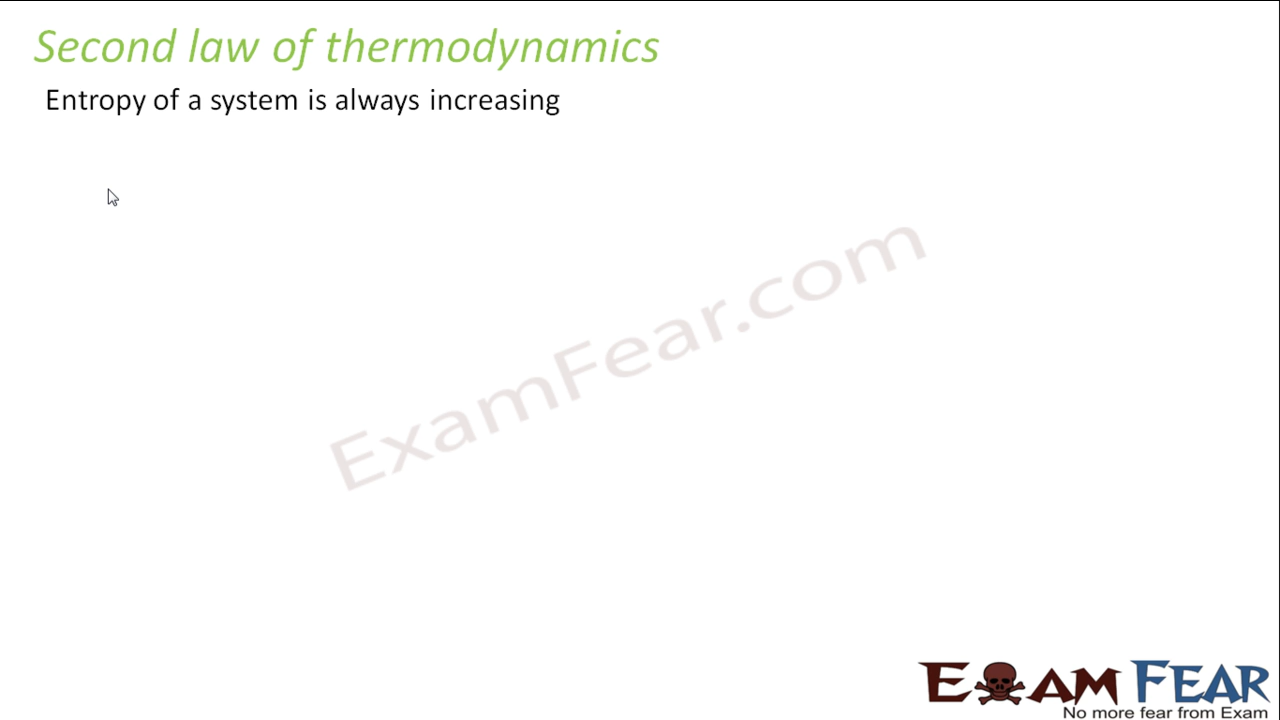 Second law of thermodynamics
Entropy of a system is always increasing
ExamFear.com
EXAM FEAR
No more fear from Exam